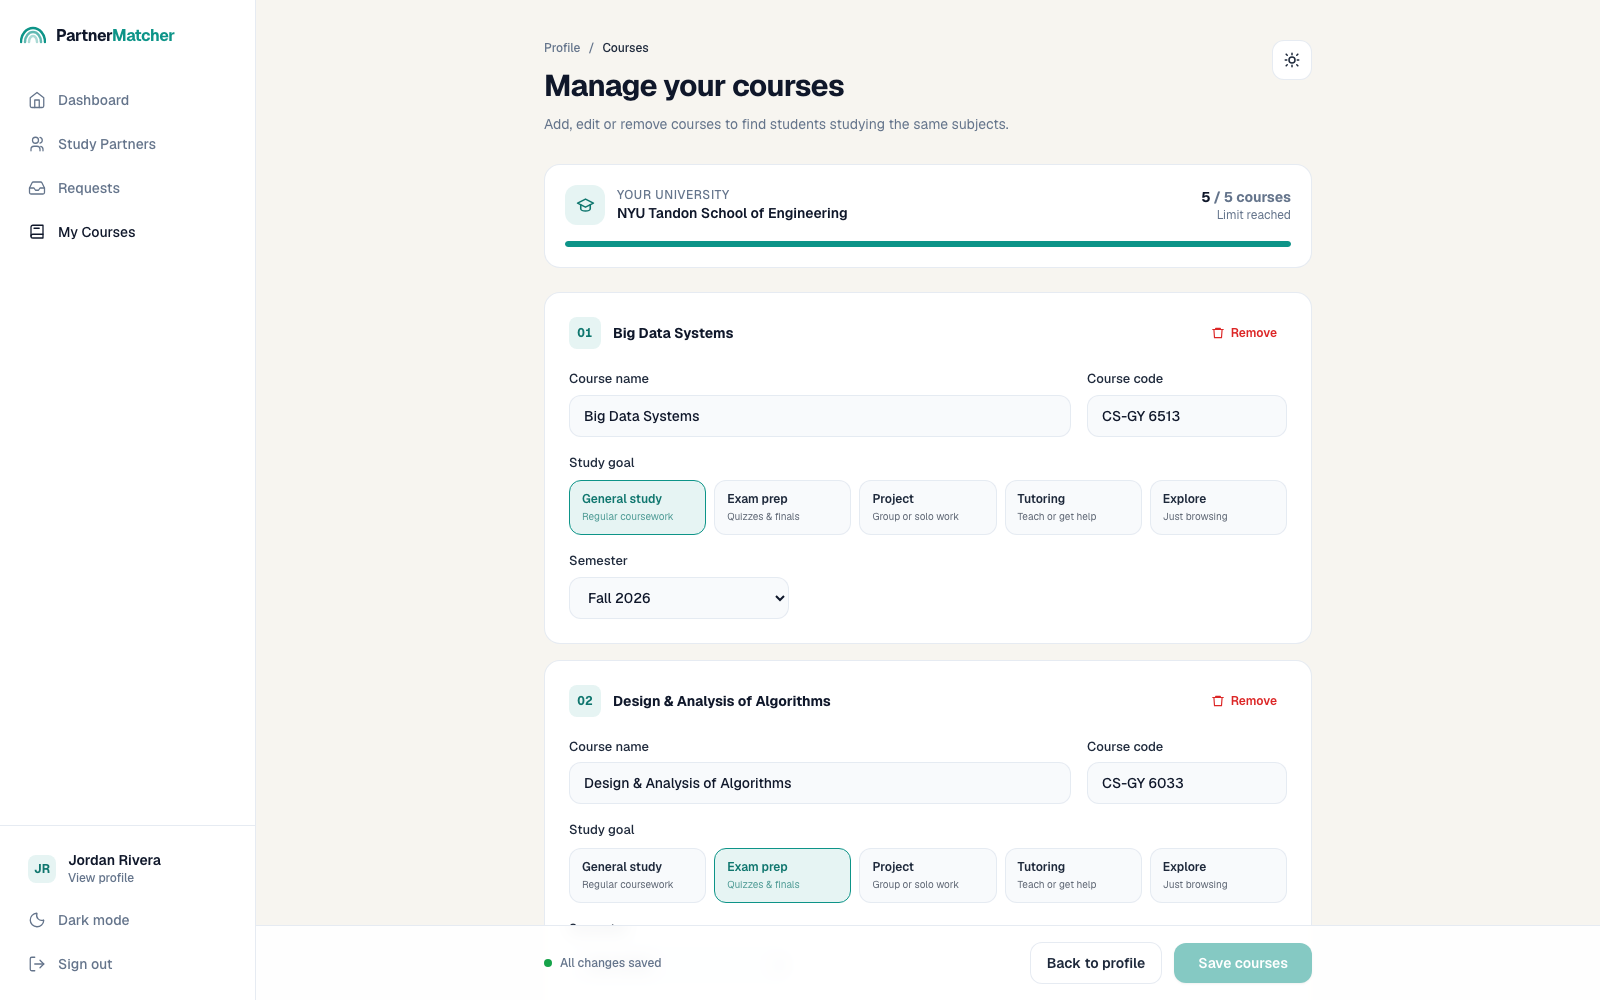 PartnerMatcher
Dashboard
Study Partners
Requests
My Courses
Jordan Rivera
JR
View profile
Dark mode
Sign out
Profile / Courses
Manage your courses
Add, edit or remove courses to find students studying the same subjects.
YOUR UNIVERSITY
NYU Tandon School of Engineering
5 / 5 courses
Limit reached
01 Big Data Systems Remove
Course name Course code
Big Data Systems CS-GY 6513
Study goal
General study Exam prep Project Tutoring Explore
Regular coursework Quizzes & finals Group or solo work Teach or get help Just browsing
Semester
Fall 2026
02 Design & Analysis of Algorithms Remove
Course name Course code
Design & Analysis of Algorithms CS-GY 6033
Study goal
General study Exam prep Project Tutoring Explore
Regular coursework Quizzes & finals Group or solo work Teach or get help Just browsing
All changes saved Back to profile Save courses